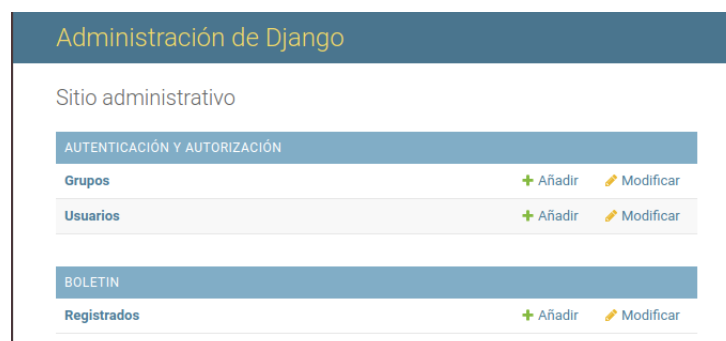 Administración de Django
Sitio administrativo
AUTENTICACIÓN Y AUTORIZACIÓN
Grupos Añadir Modificar
Usuarios Añadir Modificar
BOLETIN
Registrados Añadir Modificar